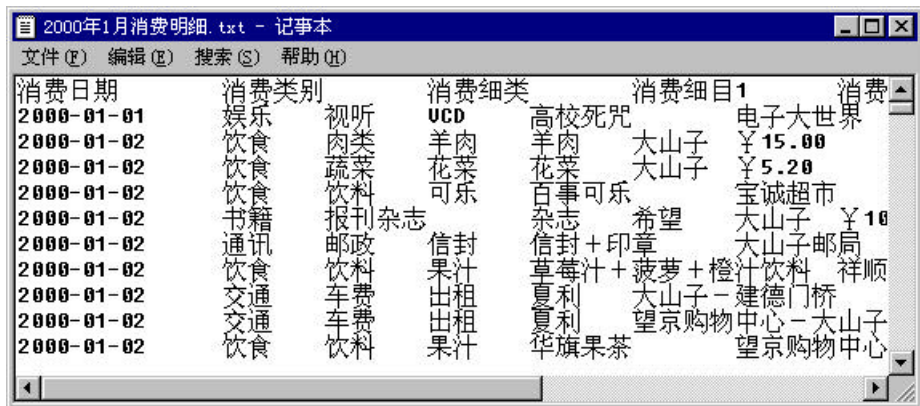 2000年1月消费明细.txt - 记事本
文件(F) 编辑(E) 搜索(S) 帮助(H)
消费日期 消费类别 消费细类 消费细目1 消费
2000-01-01 娱乐 视听 VCD 高校死咒 电子大世界
2000-01-02 饮食 肉类 羊肉 羊肉 大山子 ￥15.00
2000-01-02 饮食 蔬菜 花菜 花菜 大山子 ￥5.20
2000-01-02 饮食 饮料 可乐 百事可乐 宝诚超市
2000-01-02 书籍 报刊杂志 杂志 希望 大山子 ￥10
2000-01-02 通讯 邮政 信封 信封＋印章 大山子邮局
2000-01-02 饮食 饮料 果汁 草莓汁＋菠萝＋橙汁饮料 祥顺
2000-01-02 交通 车费 出租 夏利 大山子－建德门桥
2000-01-02 交通 车费 出租 夏利 望京购物中心－大山子
2000-01-02 饮食 饮料 果汁 华旗果茶 望京购物中心